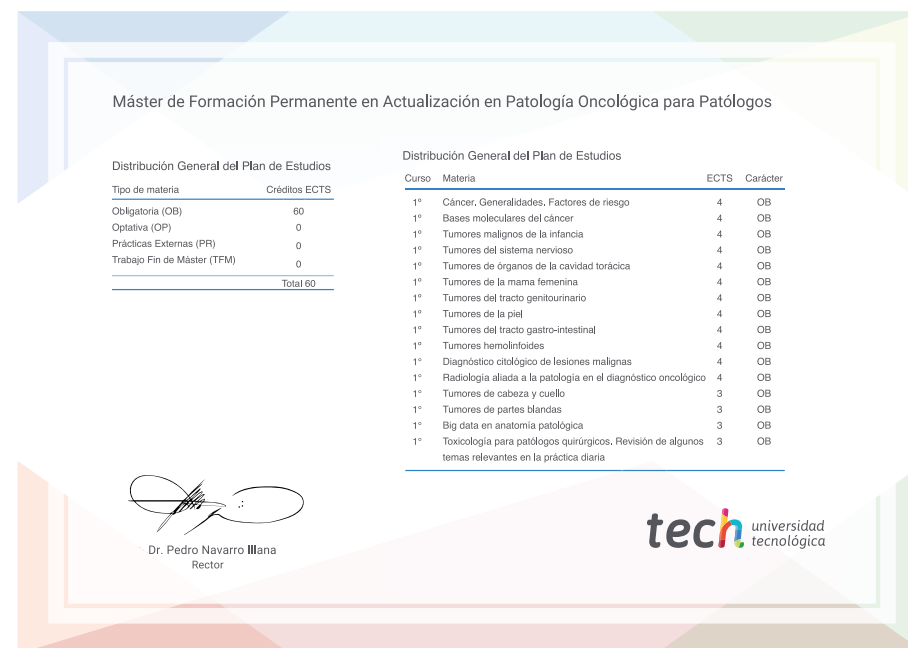 Máster de Formación Permanente en Actualización en Patología Oncológica para Patólogos
Distribución General del Plan de Estudios
Tipo de materia Créditos ECTS
Obligatoria (OB) 60
Optativa (OP) 0
Prácticas Externas (PR) 0
Trabajo Fin de Máster (TFM) 0
Total 60
Distribución General del Plan de Estudios
Curso Materia ECTS Carácter
1º Cáncer. Generalidades. Factores de riesgo 4 OB
1º Bases moleculares del cáncer 4 OB
1º Tumores malignos de la infancia 4 OB
1º Tumores del sistema nervioso 4 OB
1º Tumores de órganos de la cavidad torácica 4 OB
1º Tumores de la mama femenina 4 OB
1º Tumores del tracto genitourinario 4 OB
1º Tumores de la piel 4 OB
1º Tumores del tracto gastro-intestinal 4 OB
1º Tumores hemolinfoides 4 OB
1º Diagnóstico citológico de lesiones malignas 4 OB
1º Radiología aliada a la patología en el diagnóstico oncológico 4 OB
1º Tumores de cabeza y cuello 3 OB
1º Tumores de partes blandas 3 OB
1º Big data en anatomía patológica 3 OB
1º Toxicología para patólogos quirúrgicos. Revisión de algunos 3 OB
temas relevantes en la práctica diaria
Dr. Pedro Navarro Illana
Rector
tech universidad
tecnológica